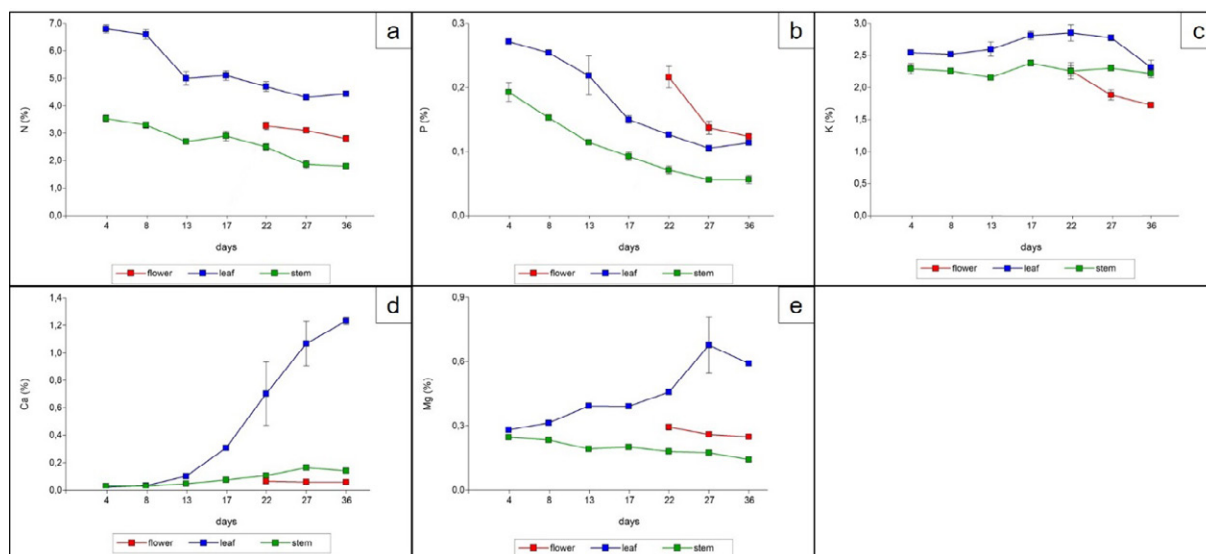 a
7,0
6,0
5,0
4,0
3,0
2,0
1,0
0,0
N (%)
4 8 13 17 22 27 36
days
flower leaf stem
b
0,3
0,2
0,1
0,0
P (%)
4 8 13 17 22 27 36
days
flower leaf stem
c
3,0
2,5
2,0
1,5
1,0
0,5
0,0
K (%)
4 8 13 17 22 27 36
days
flower leaf stem
d
1,4
1,2
1,0
0,8
0,6
0,4
0,2
0,0
Ca (%)
4 8 13 17 22 27 36
days
flower leaf stem
e
0,9
0,6
0,3
0,0
Mg (%)
4 8 13 17 22 27 36
days
flower leaf stem